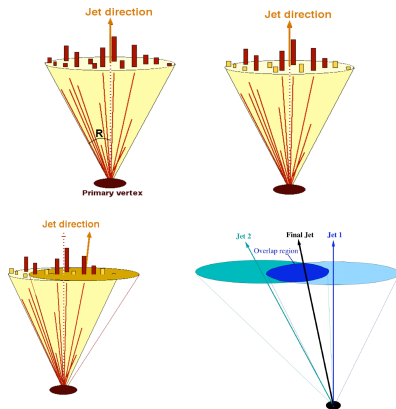 Jet direction
R
Primary vertex
Jet direction
Jet direction
Jet 2
Final Jet
Jet 1
Overlap region